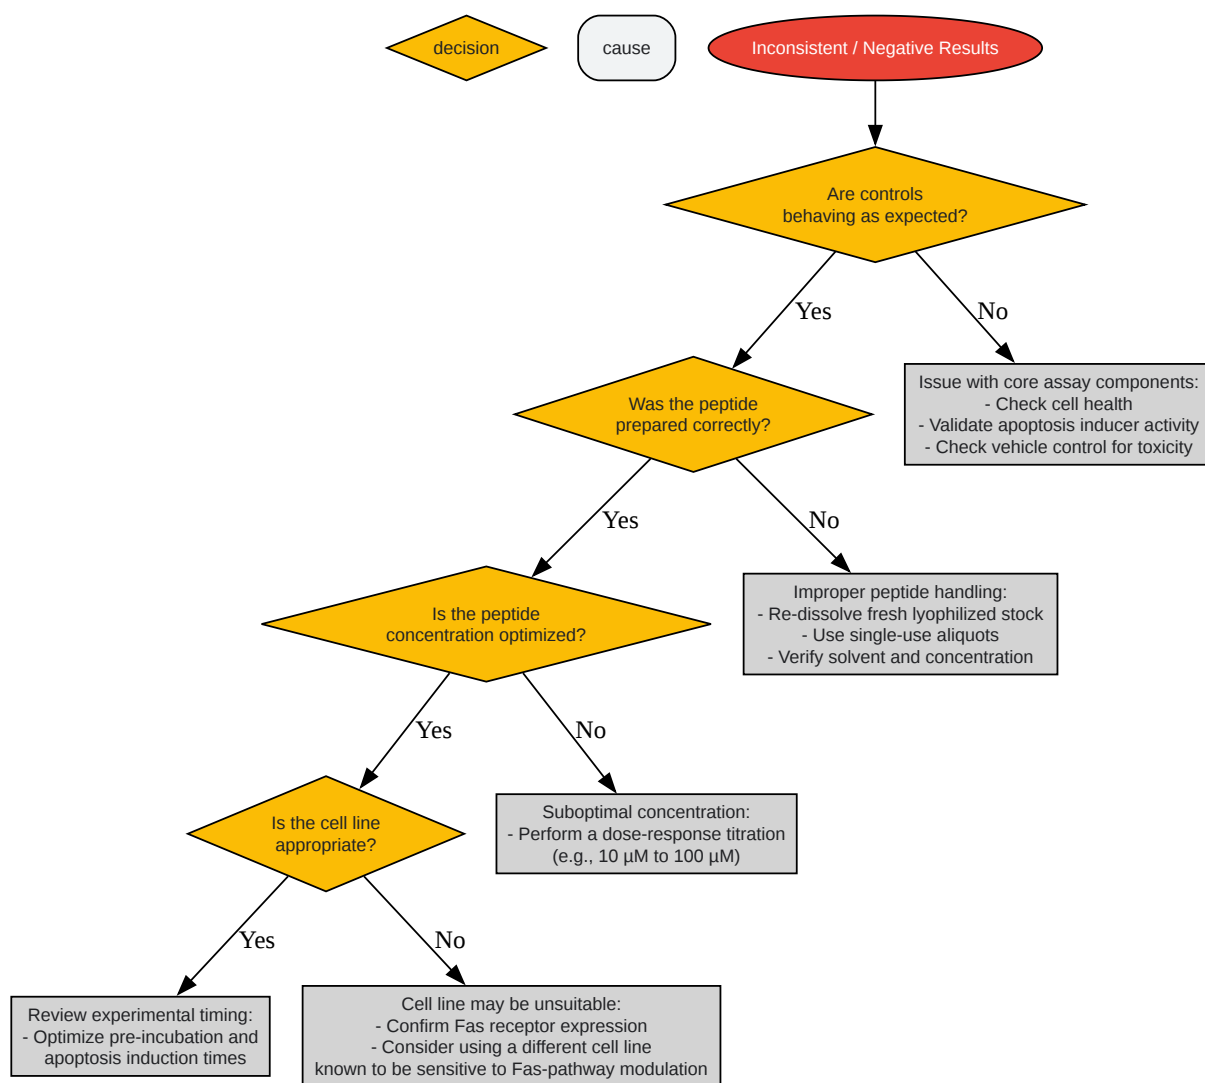 decision
cause
Inconsistent / Negative Results
Are controls
behaving as expected?
Yes
No
Was the peptide
prepared correctly?
Issue with core assay components:
- Check cell health
- Validate apoptosis inducer activity
- Check vehicle control for toxicity
Yes
No
Is the peptide
concentration optimized?
Improper peptide handling:
- Re-dissolve fresh lyophilized stock
- Use single-use aliquots
- Verify solvent and concentration
Yes
No
Is the cell line
appropriate?
Suboptimal concentration:
- Perform a dose-response titration
(e.g., 10 µM to 100 µM)
Yes
No
Review experimental timing:
- Optimize pre-incubation and
apoptosis induction times
Cell line may be unsuitable:
- Confirm Fas receptor expression
- Consider using a different cell line
known to be sensitive to Fas-pathway modulation